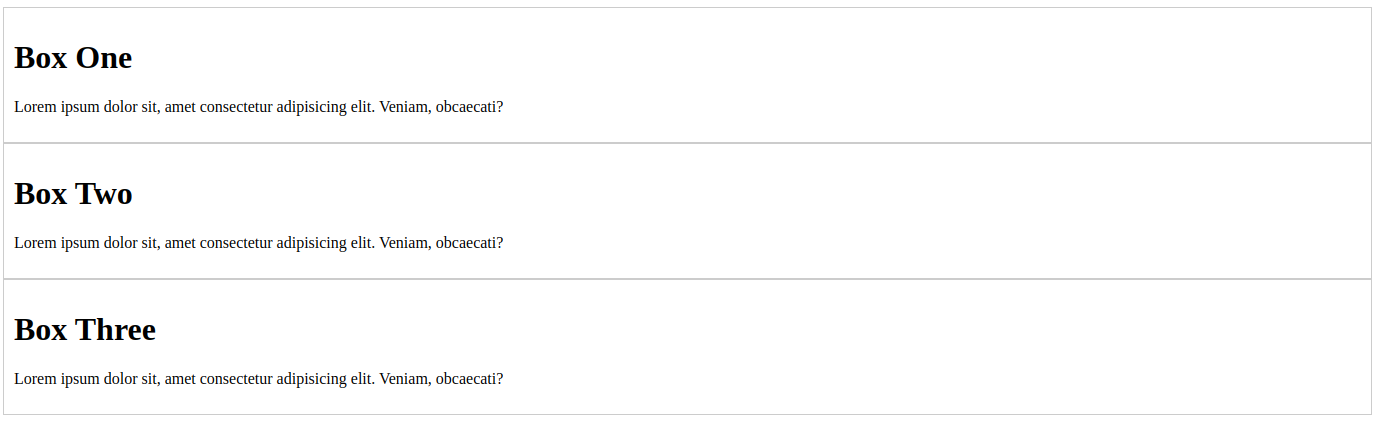 Box One
Lorem ipsum dolor sit, amet consectetur adipisicing elit. Veniam, obcaecati?
Box Two
Lorem ipsum dolor sit, amet consectetur adipisicing elit. Veniam, obcaecati?
Box Three
Lorem ipsum dolor sit, amet consectetur adipisicing elit. Veniam, obcaecati?